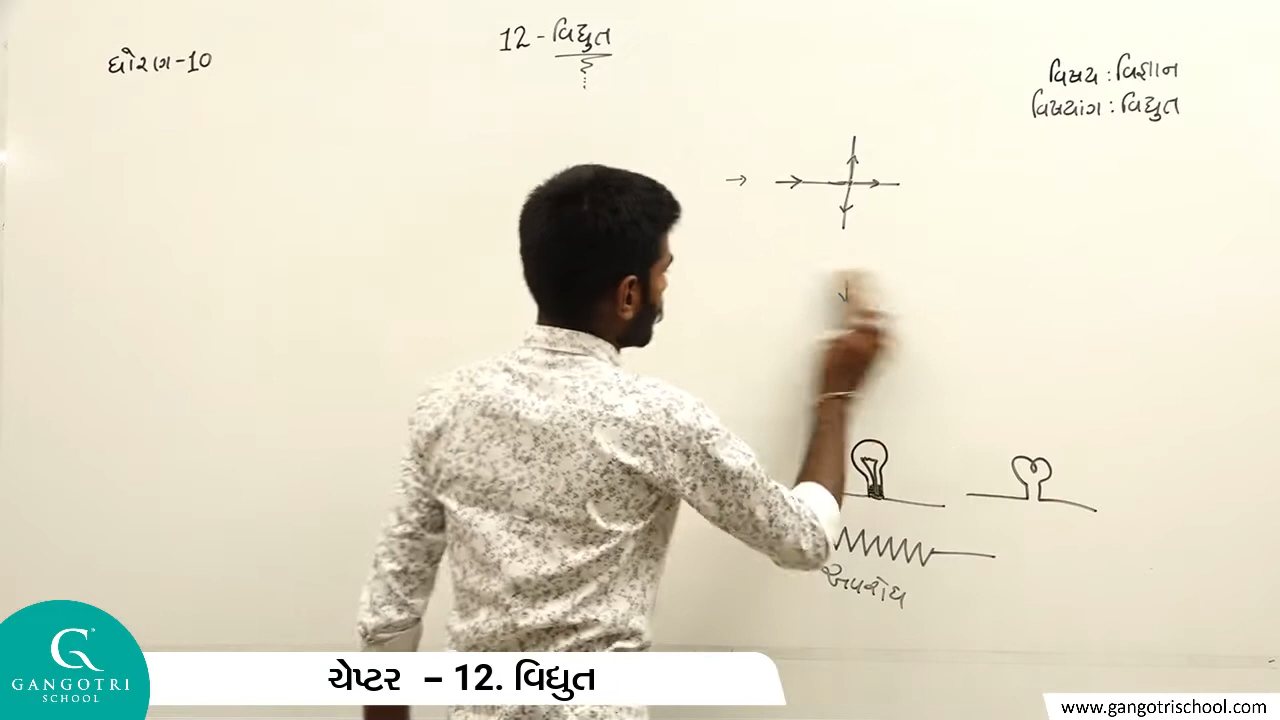 ધોરણ-10
12-વિદ્યુત
વિષય : વિજ્ઞાન
વિષયાંગ : વિદ્યુત
અવરોધ
GANGOTRI
SCHOOL
ચેપ્ટર – 12. વિદ્યુત
www.gangotrischool.com